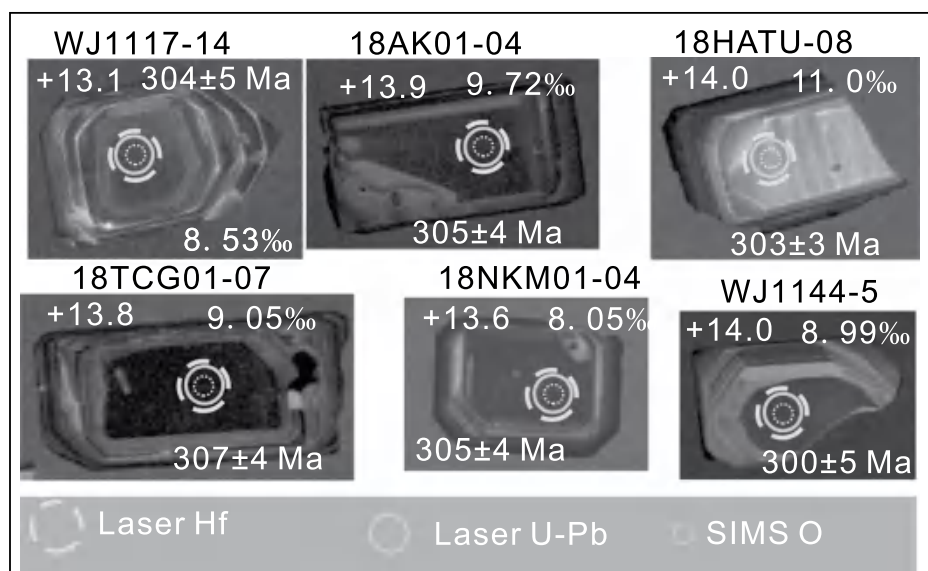 WJ1117-14
+13.1 304±5 Ma
8. 53‰
18AK01-04
+13.9 9. 72‰
305±4 Ma
18HATU-08
+14.0 11. 0‰
303±3 Ma
18TCG01-07
+13.8 9. 05‰
307±4 Ma
18NKM01-04
+13.6 8. 05‰
305±4 Ma
WJ1144-5
+14.0 8. 99‰
300±5 Ma
Laser Hf Laser U-Pb SIMS O